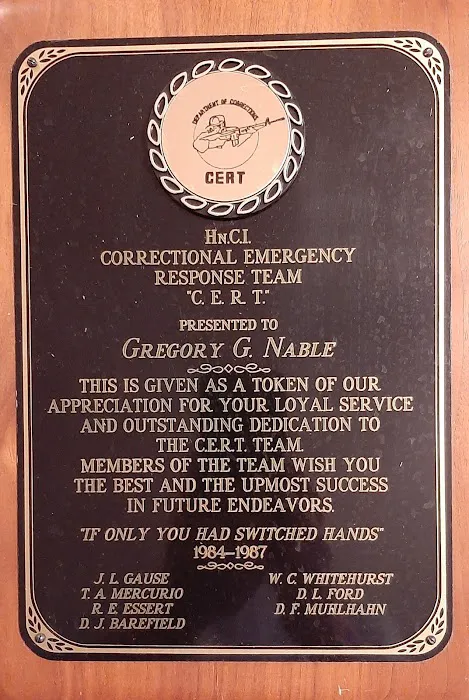 DEPARTMENT OF CORRECTIONS
CERT
HN.C.I.
CORRECTIONAL EMERGENCY
RESPONSE TEAM
"C. E. R. T."
PRESENTED TO
GREGORY G. NABLE
THIS IS GIVEN AS A TOKEN OF OUR
APPRECIATION FOR YOUR LOYAL SERVICE
AND OUTSTANDING DEDICATION TO
THE C.E.R.T. TEAM.
MEMBERS OF THE TEAM WISH YOU
THE BEST AND THE UPMOST SUCCESS
IN FUTURE ENDEAVORS.
"IF ONLY YOU HAD SWITCHED HANDS"
1984–1987
J. L. GAUSE
T. A. MERCURIO
R. E. ESSERT
D. J. BAREFIELD
W. C. WHITEHURST
D. L. FORD
D. F. MUHLHAHN